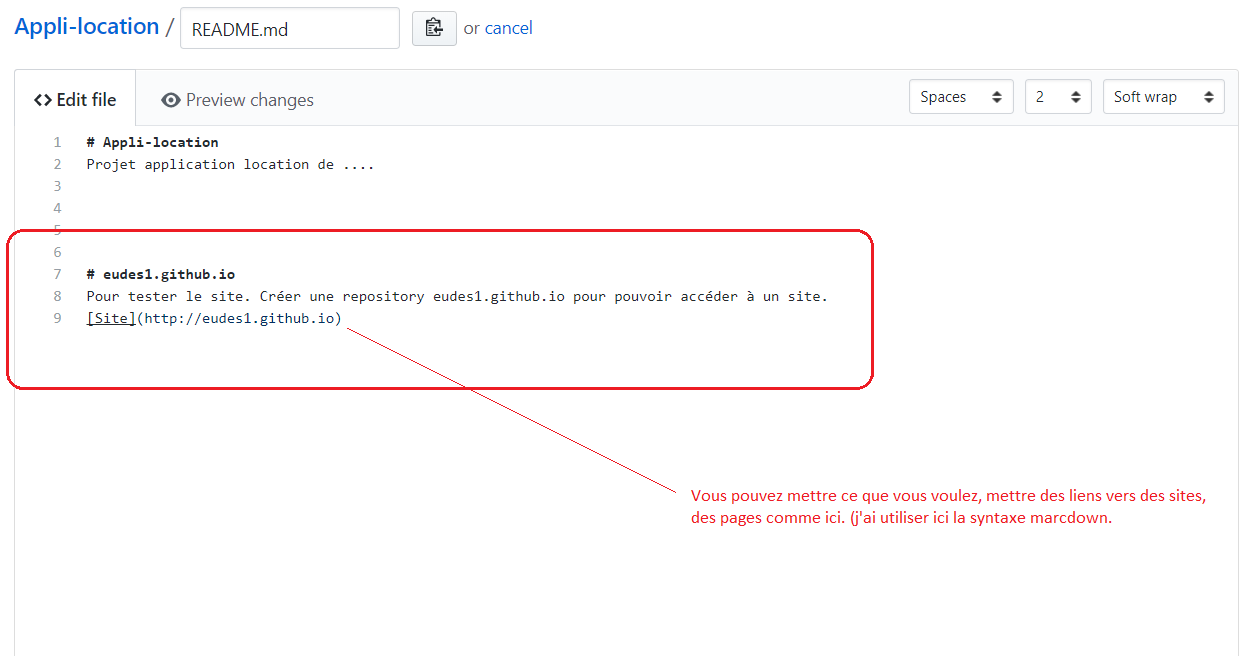 Appli-location / README.md or cancel
<> Edit file Preview changes Spaces 2 Soft wrap
1 # Appli-location
2 Projet application location de ....
3
4
5
6
7 # eudes1.github.io
8 Pour tester le site. Créer une repository eudes1.github.io pour pouvoir accéder à un site.
9 [Site](http://eudes1.github.io)
Vous pouvez mettre ce que vous voulez, mettre des liens vers des sites,
des pages comme ici. (j'ai utiliser ici la syntaxe marcdown.